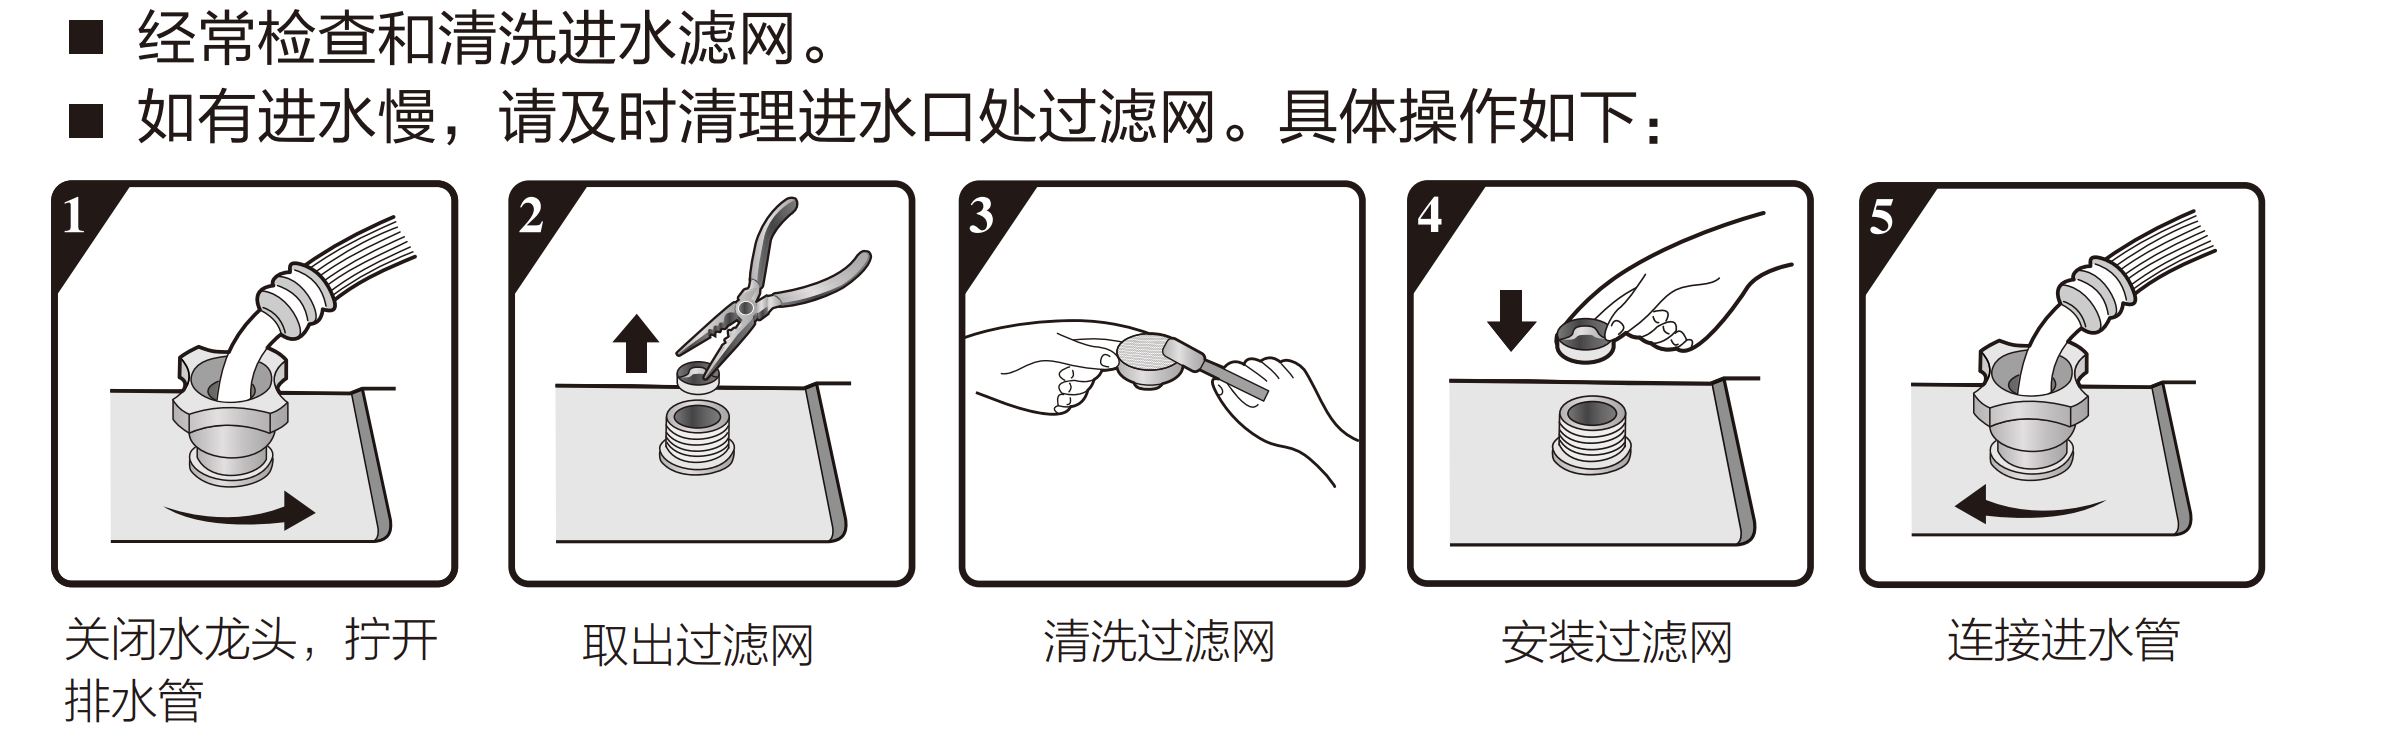 ■ 经常检查和清洗进水滤网。
■ 如有进水慢，请及时清理进水口处过滤网。具体操作如下:
1
2
3
4
5
关闭水龙头，拧开
排水管
取出过滤网
清洗过滤网
安装过滤网
连接进水管